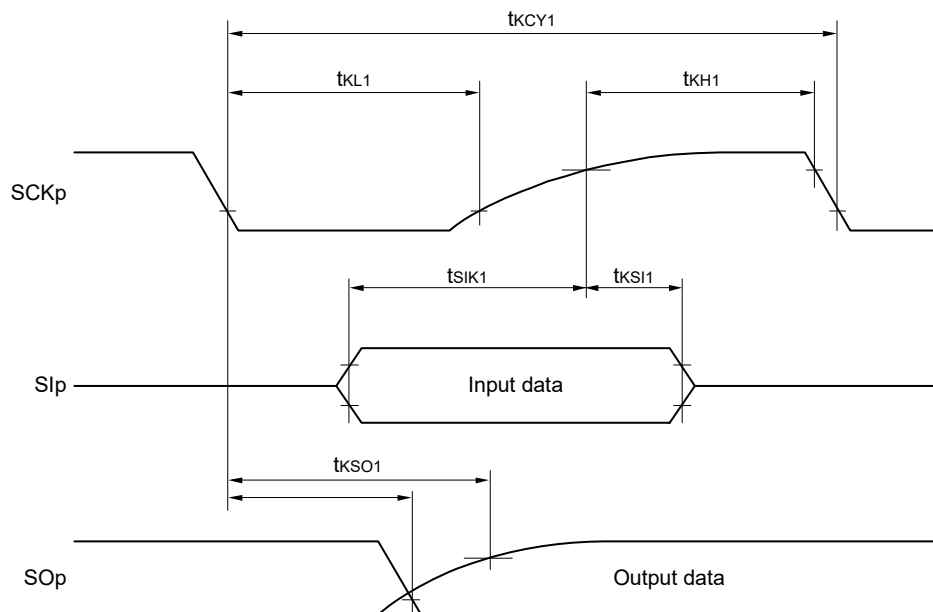 tKCY1
tKL1
tKH1
SCKp
tSIK1
tKSI1
SIp
Input data
tKSO1
SOp
Output data